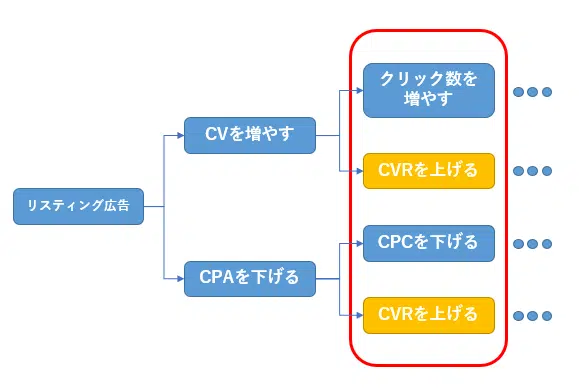 リスティング広告
CVを増やす
CPAを下げる
クリック数を
増やす
CVRを上げる
CPCを下げる
CVRを上げる